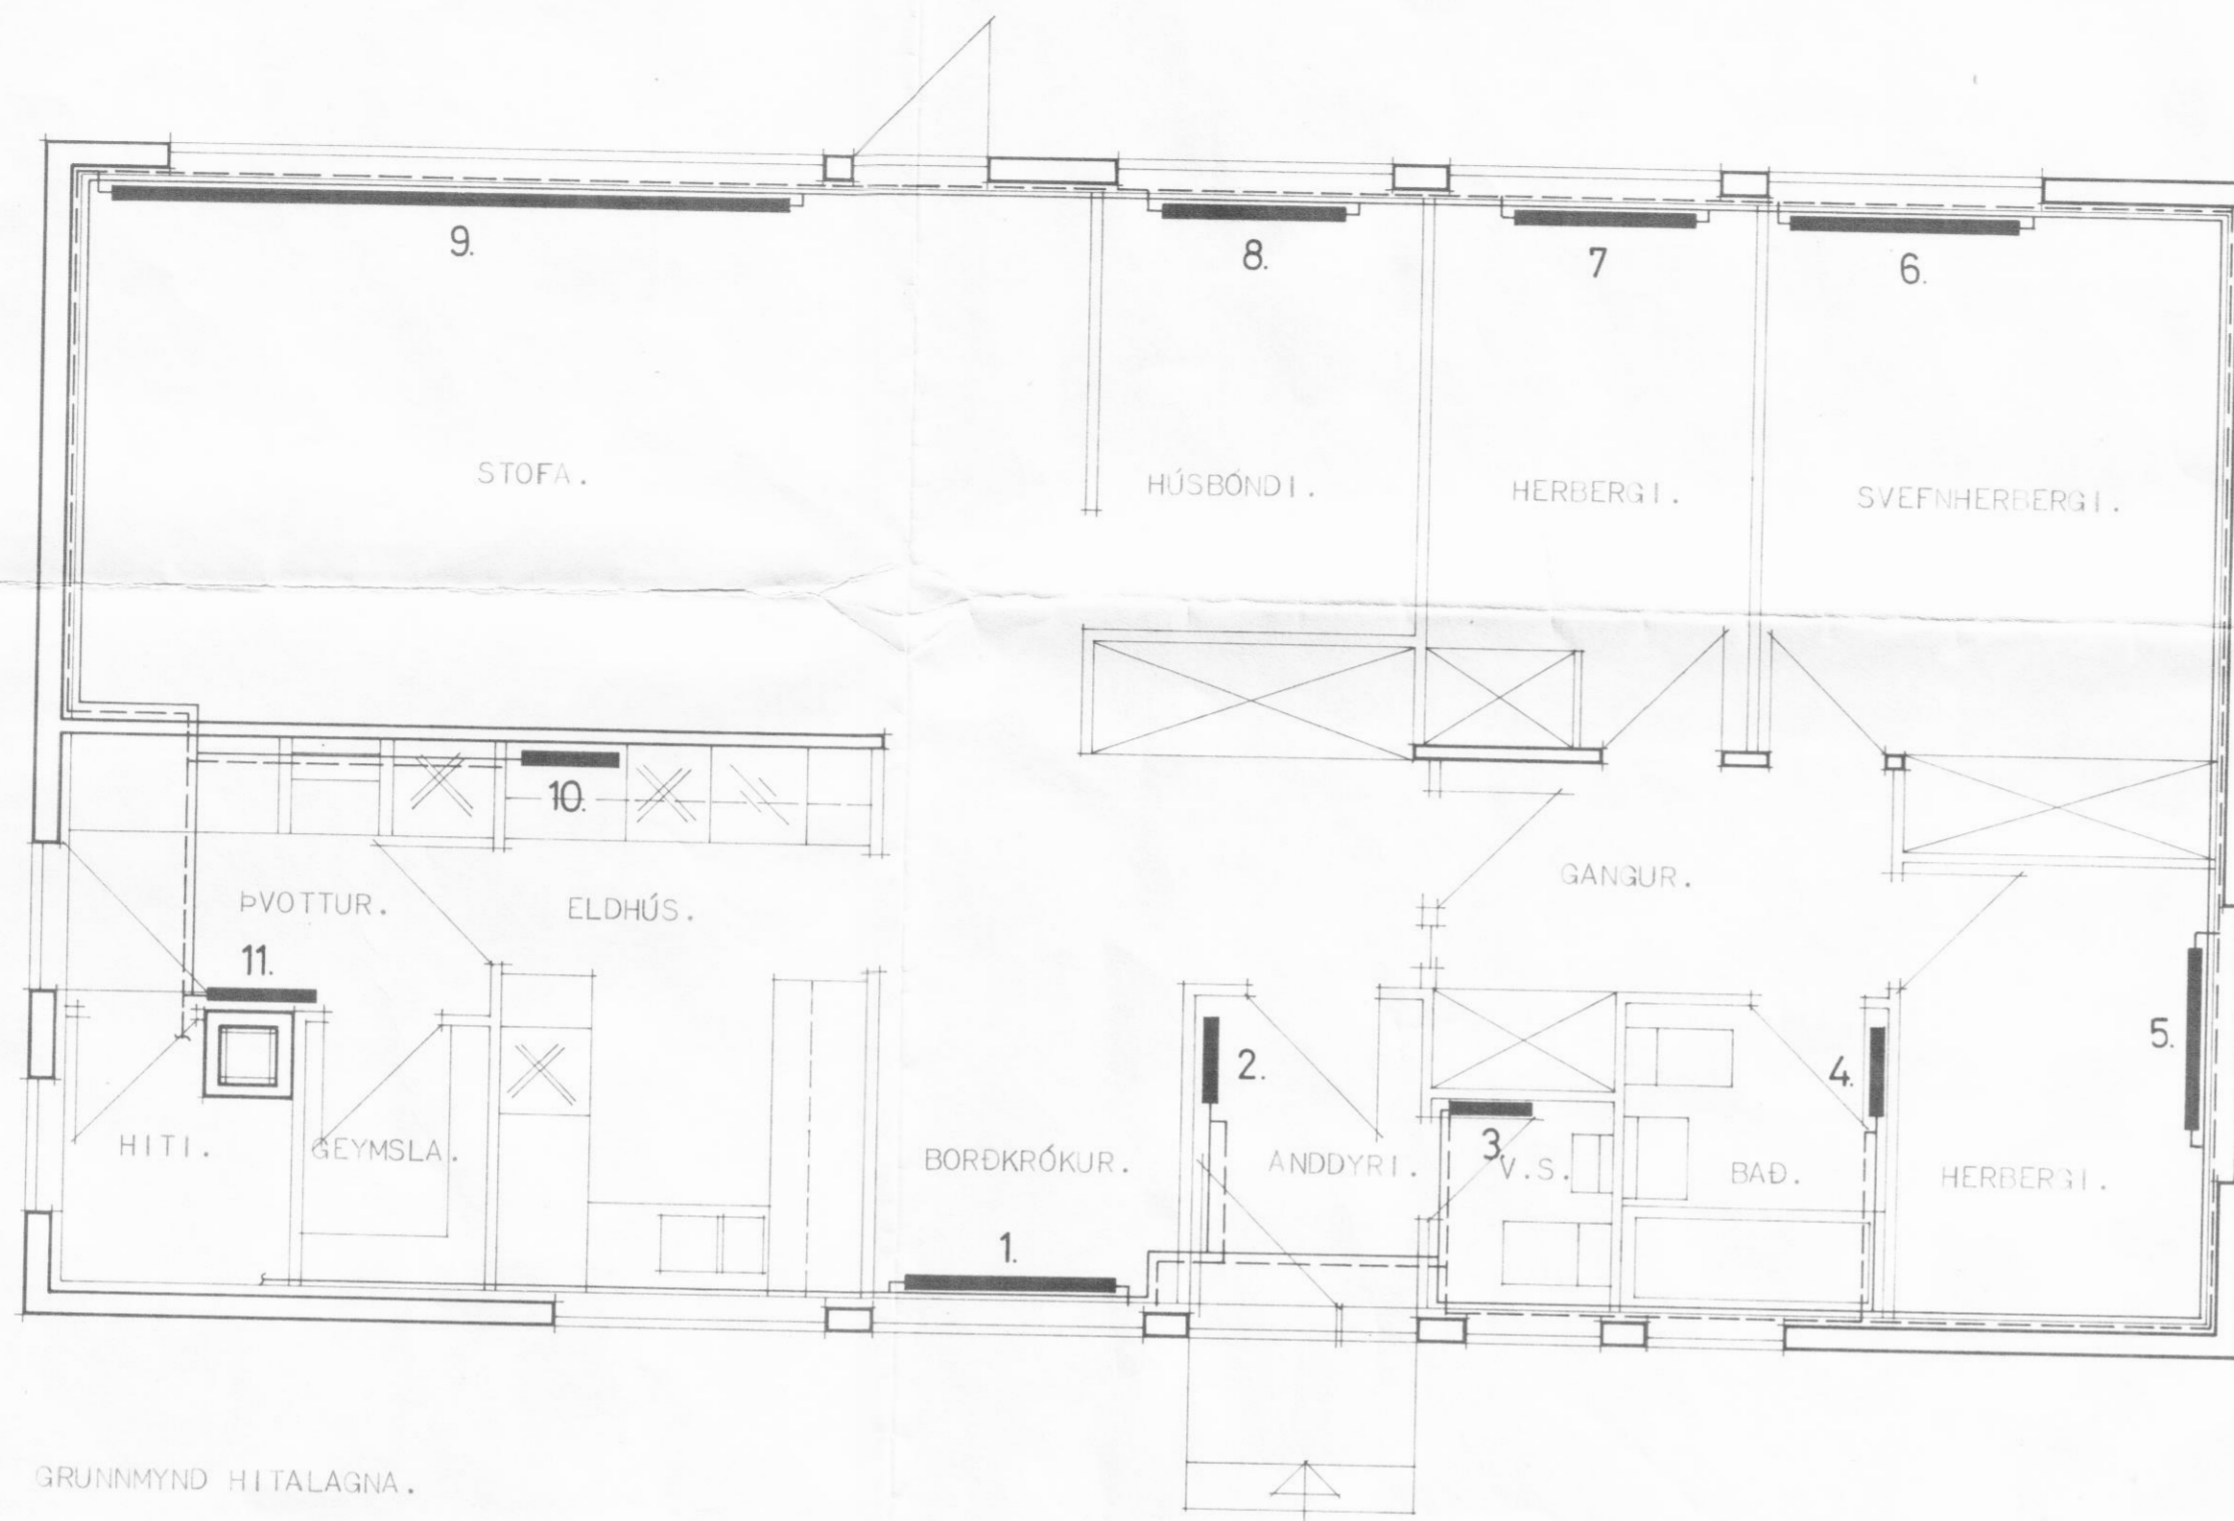 9.
8.
7
6.
STOFA.
HÚSBÓNDI.
HERBERGI.
SVEFNHERBERGI.
10.
GANGUR.
ÞVOTTUR.
ELDHÚS.
11.
2.
4.
5.
3.
HITI.
GEYMSLA.
BORÐKRÓKUR.
ANDDYRI.
V.S.
BAÐ.
HERBERGI.
1.
GRUNNMYND HITALAGNA.